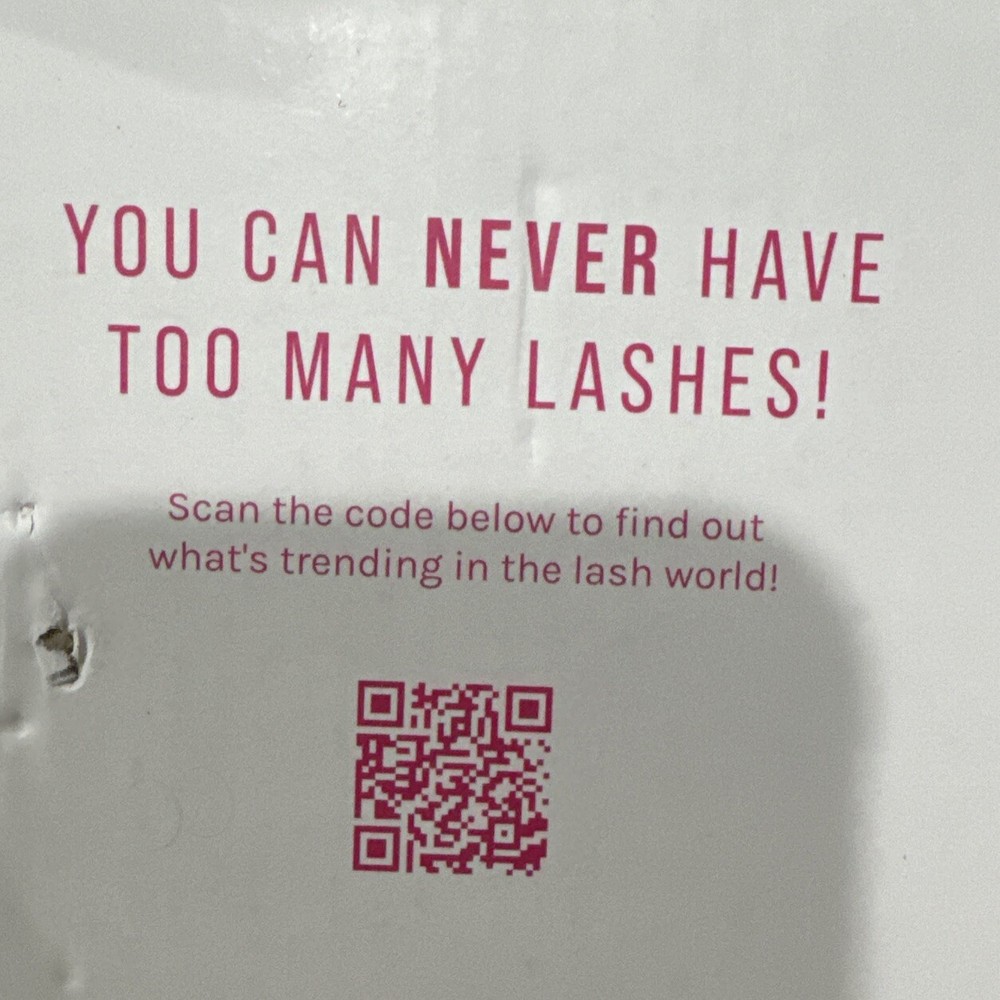 YOU CAN NEVER HAVE
TOO MANY LASHES!
Scan the code below to find out
what's trending in the lash world!